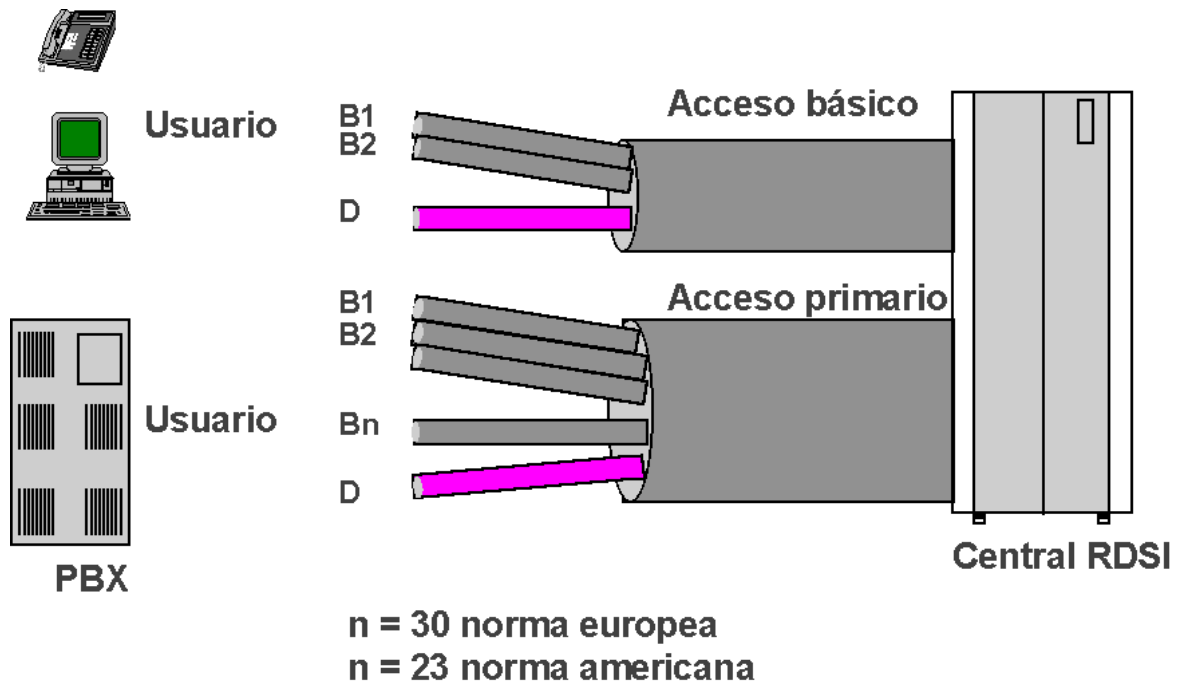 Acceso básico
Usuario
B1
B2
D
Acceso primario
B1
B2
Usuario
Bn
D
PBX
Central RDSI
n = 30 norma europea
n = 23 norma americana